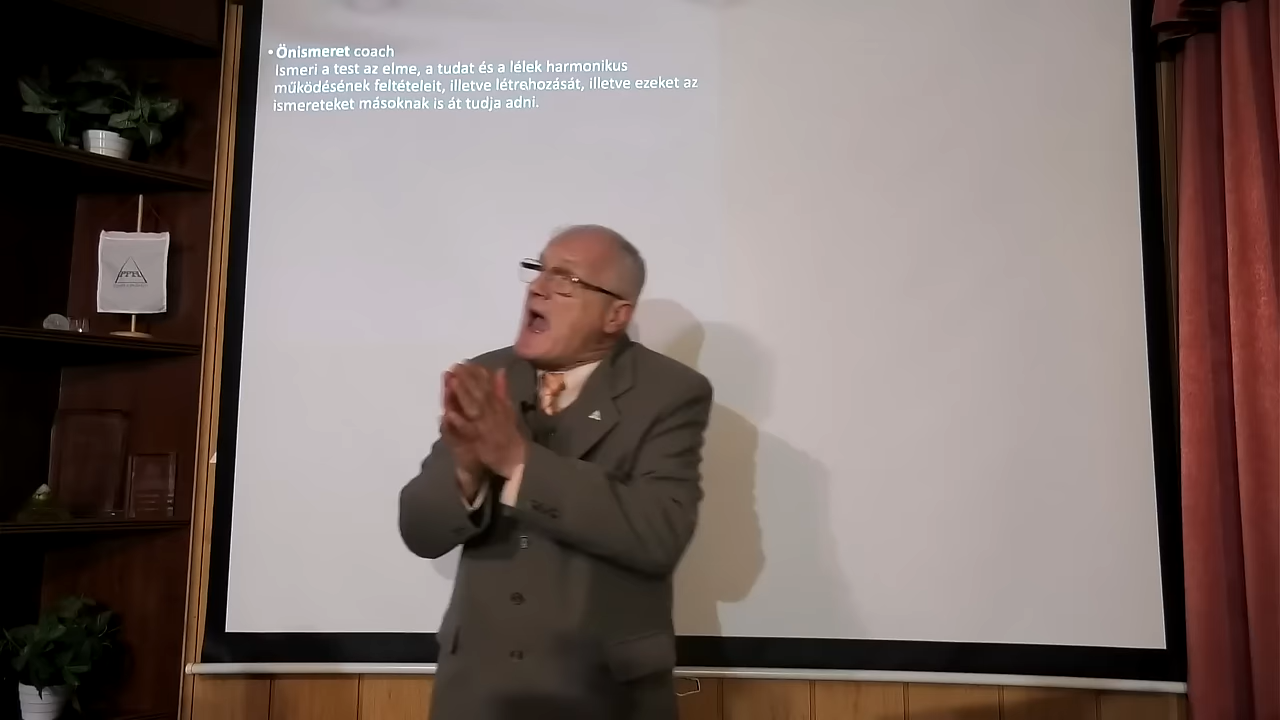 • Önismeret coach
Ismeri a test az elme, a tudat és a lélek harmonikus
működésének feltételeit, illetve létrehozását, illetve ezeket az
ismereteket másoknak is át tudja adni.